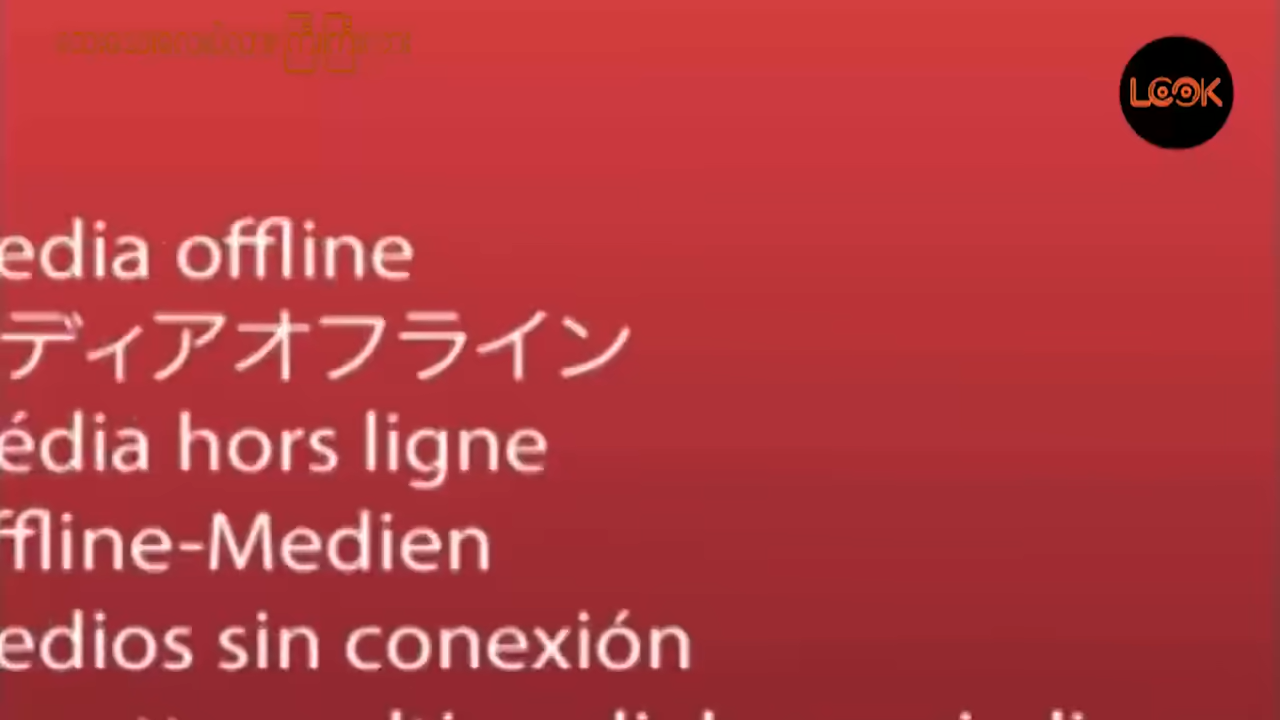 LOOK
edia offline
ディアオフライン
édia hors ligne
ffline-Medien
edios sin conexión